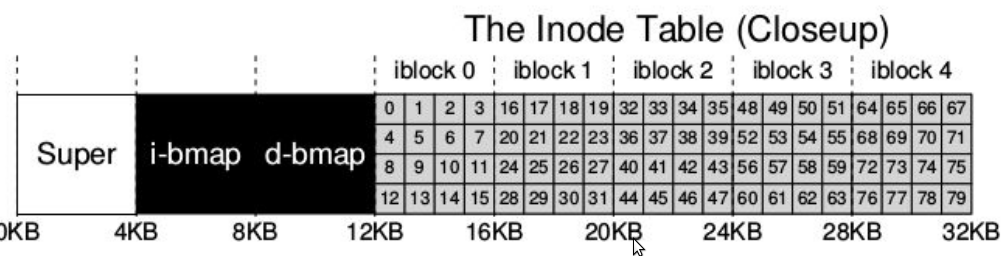 The Inode Table (Closeup)
iblock 0 iblock 1 iblock 2 iblock 3 iblock 4
0 1 2 3 16 17 18 19 32 33 34 35 48 49 50 51 64 65 66 67
4 5 6 7 20 21 22 23 36 37 38 39 52 53 54 55 68 69 70 71
Super i-bmap d-bmap
8 9 10 11 24 25 26 27 40 41 42 43 56 57 58 59 72 73 74 75
12 13 14 15 28 29 30 31 44 45 46 47 60 61 62 63 76 77 78 79
0KB 4KB 8KB 12KB 16KB 20KB 24KB 28KB 32KB